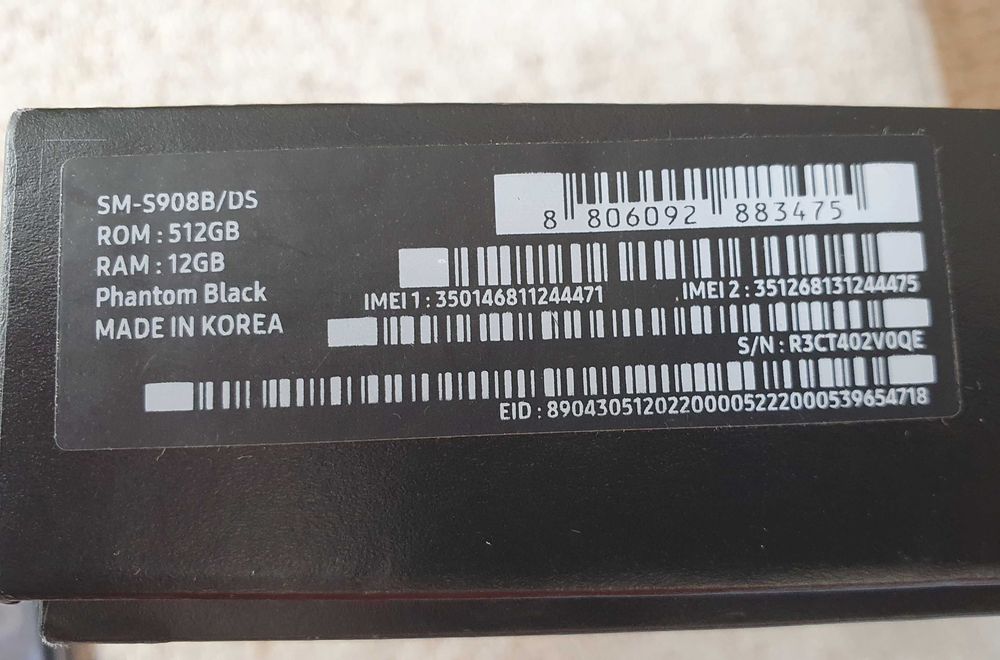 SM-S908B/DS
ROM : 512GB
RAM : 12GB
Phantom Black
MADE IN KOREA
8 806092 883475
IMEI 1 : 350146811244471 IMEI 2 : 351268131244475
S/N : R3CT402V0QE
EID : 89043051202200005222000539654718